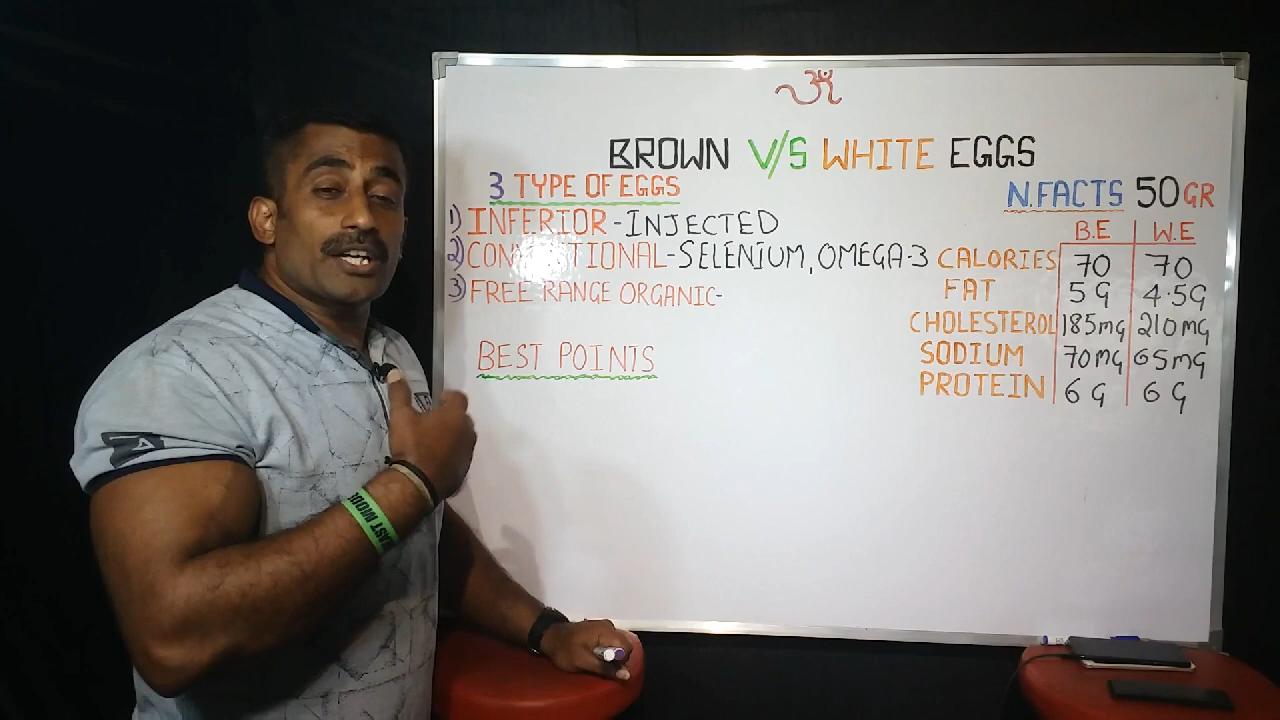 ॐ
BROWN V/S WHITE EGGS
3 TYPE OF EGGS
1) INFERIOR - INJECTED
2) CONVENTIONAL - SELENIUM, OMEGA-3
3) FREE RANGE ORGANIC-
BEST POINTS
N.FACTS 50GR
B.E W.E
CALORIES 70 70
FAT 5G 4.5G
CHOLESTEROL 185mG 210mG
SODIUM 70mG 65mG
PROTEIN 6G 6G